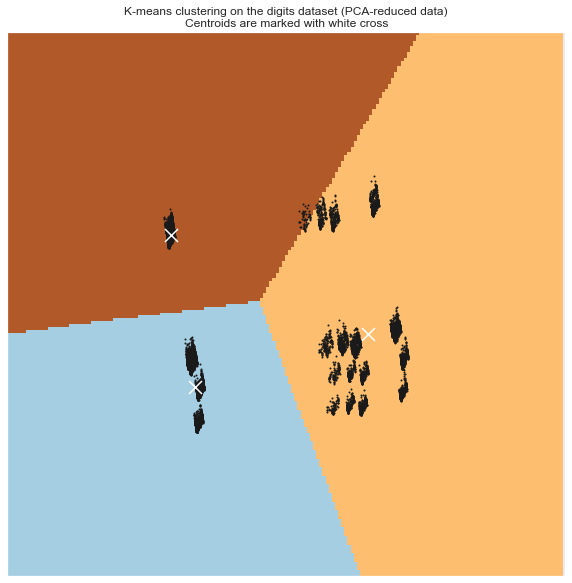 K-means clustering on the digits dataset (PCA-reduced data)
Centroids are marked with white cross